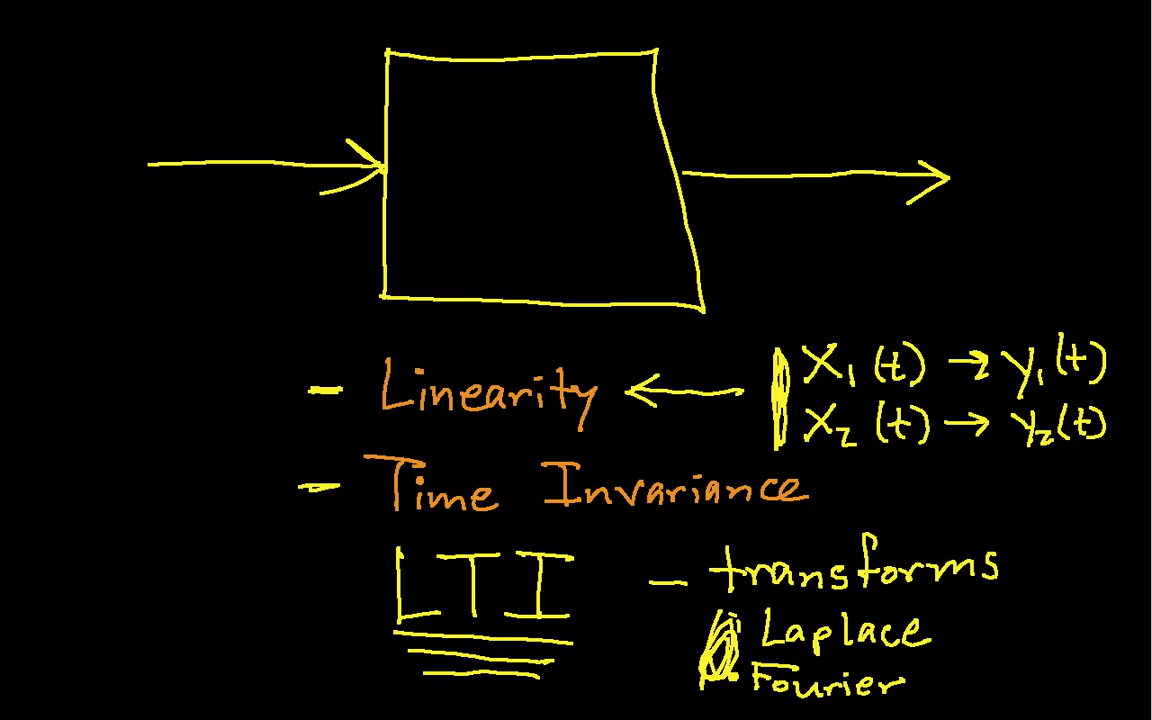 - Linearity ← X₁(t) → y₁(t)
X₂(t) → y₂(t)
- Time Invariance
LTI - transforms
Laplace
Fourier